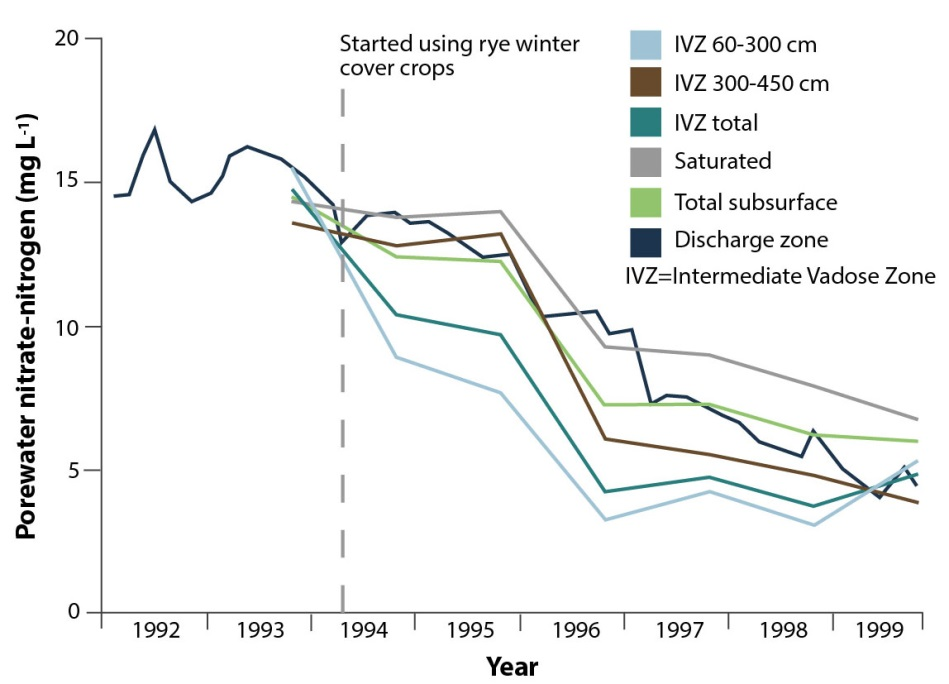 20
Started using rye winter
cover crops
IVZ 60-300 cm
IVZ 300-450 cm
IVZ total
Saturated
Total subsurface
Discharge zone
IVZ=Intermediate Vadose Zone
15
10
5
0
Porewater nitrate-nitrogen (mg L-1)
1992 1993 1994 1995 1996 1997 1998 1999
Year